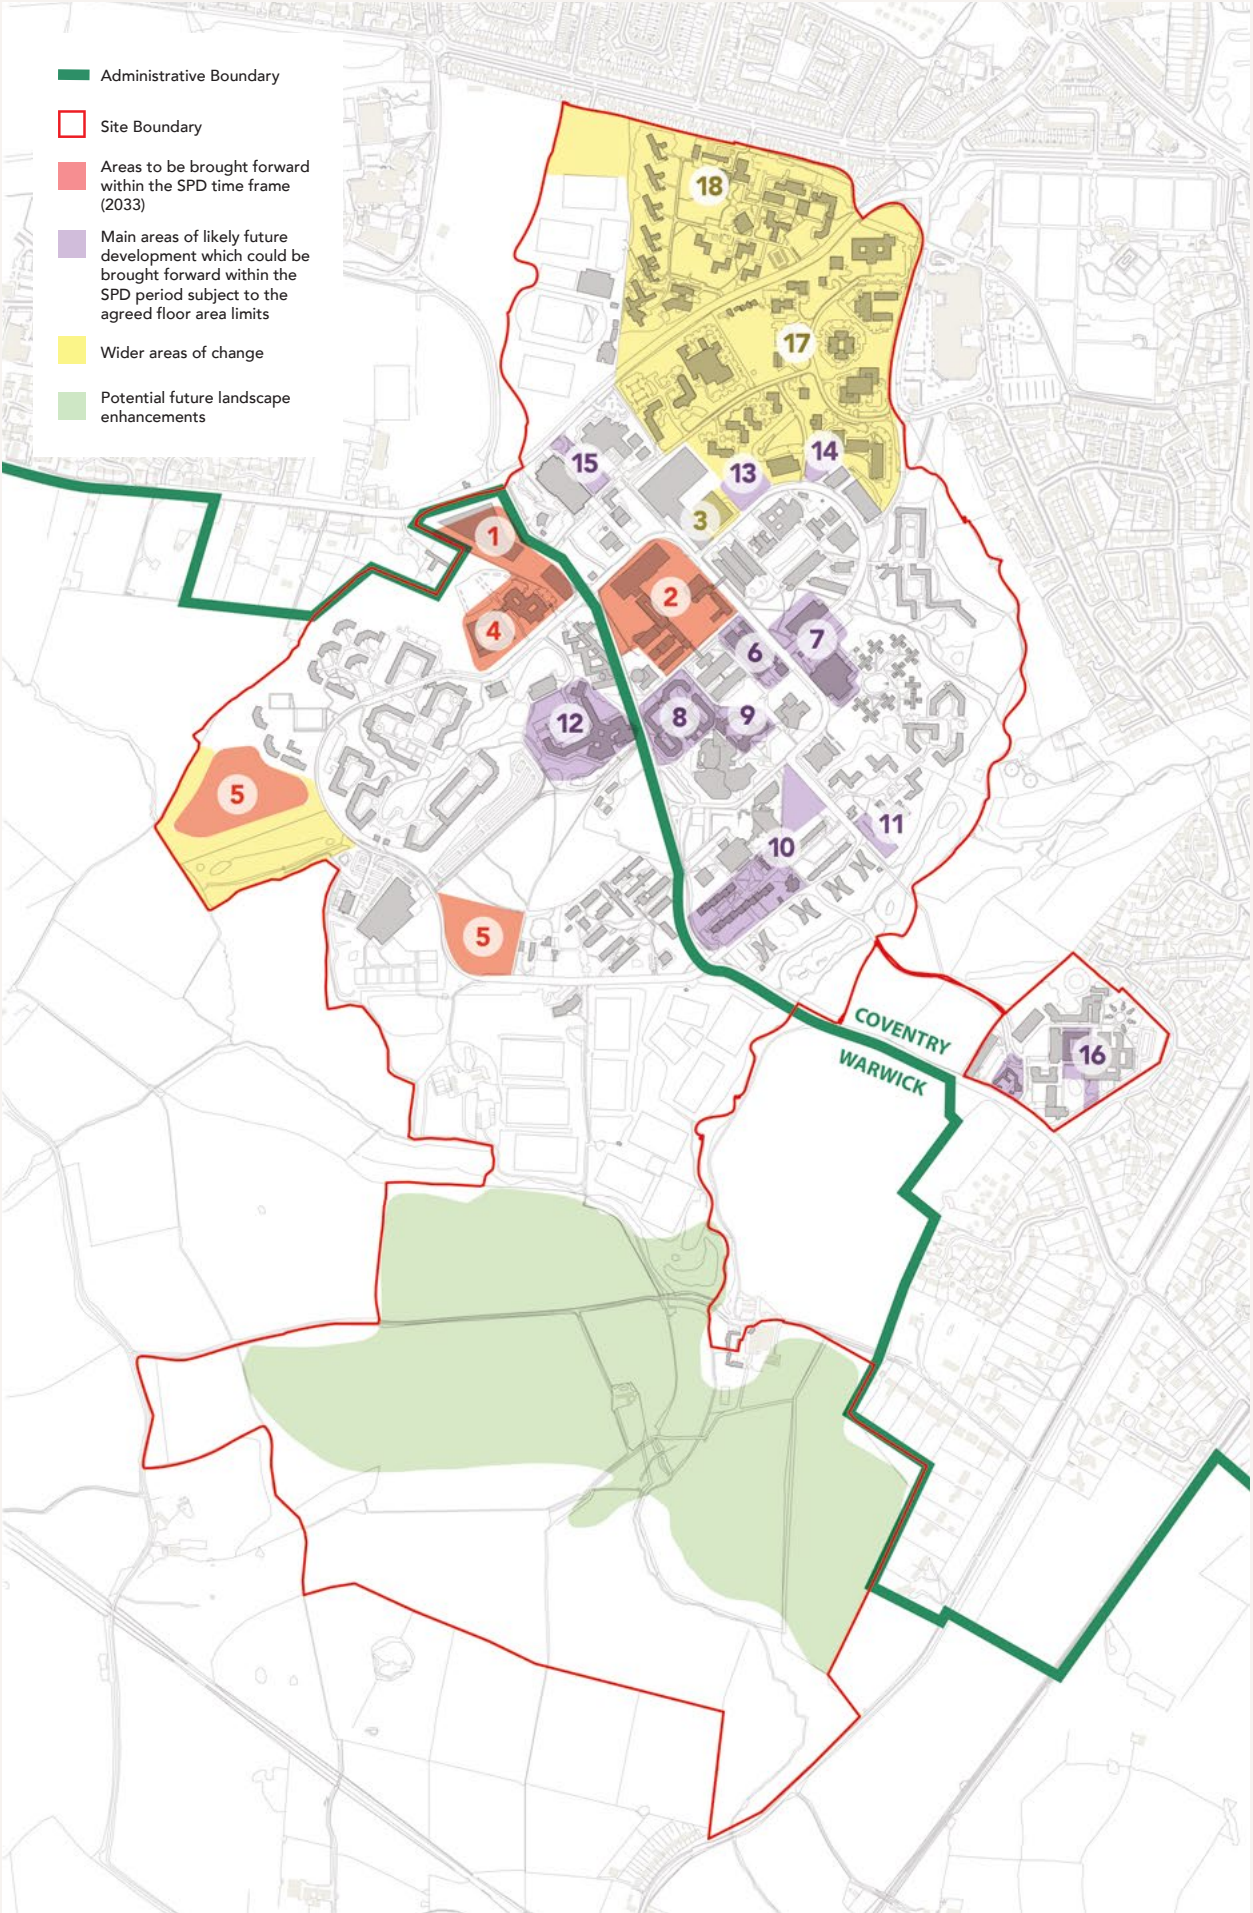 Administrative Boundary
Site Boundary
Areas to be brought forward
within the SPD time frame
(2033)
Main areas of likely future
development which could be
brought forward within the
SPD period subject to the
agreed floor area limits
Wider areas of change
Potential future landscape
enhancements
18
17
15
13
14
3
1
2
4
6
7
12
8
9
5
11
10
5
COVENTRY
WARWICK
16